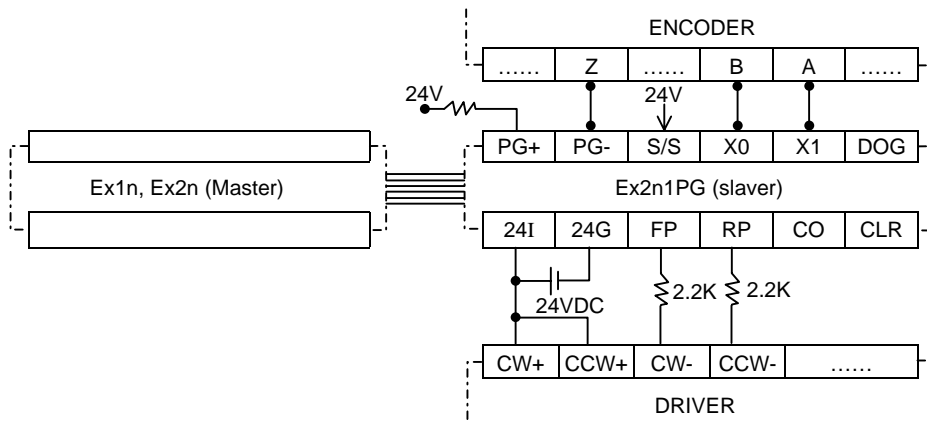 ENCODER
…… Z …… B A ……
24V 24V
PG+ PG- S/S X0 X1 DOG
Ex1n, Ex2n (Master) Ex2n1PG (slaver)
24I 24G FP RP CO CLR
2.2K 2.2K
24VDC
CW+ CCW+ CW- CCW- ……
DRIVER